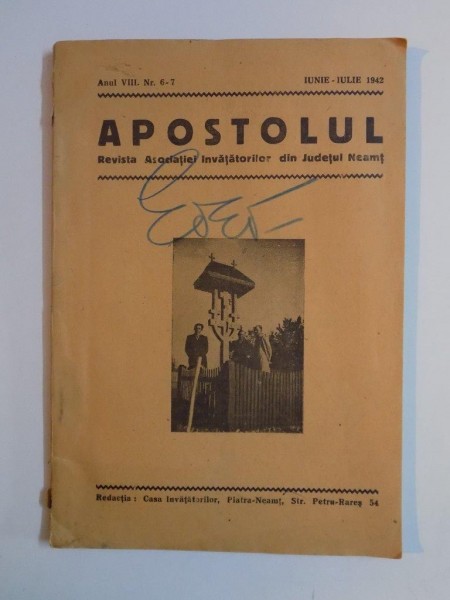 Anul VIII. Nr. 6-7 IUNIE - IULIE 1942
APOSTOLUL
Revista Asociației Invățătorilor din Județul Neamț
Redacția : Casa Invățătorilor, Piatra-Neamț, Str. Petru-Rareș 54